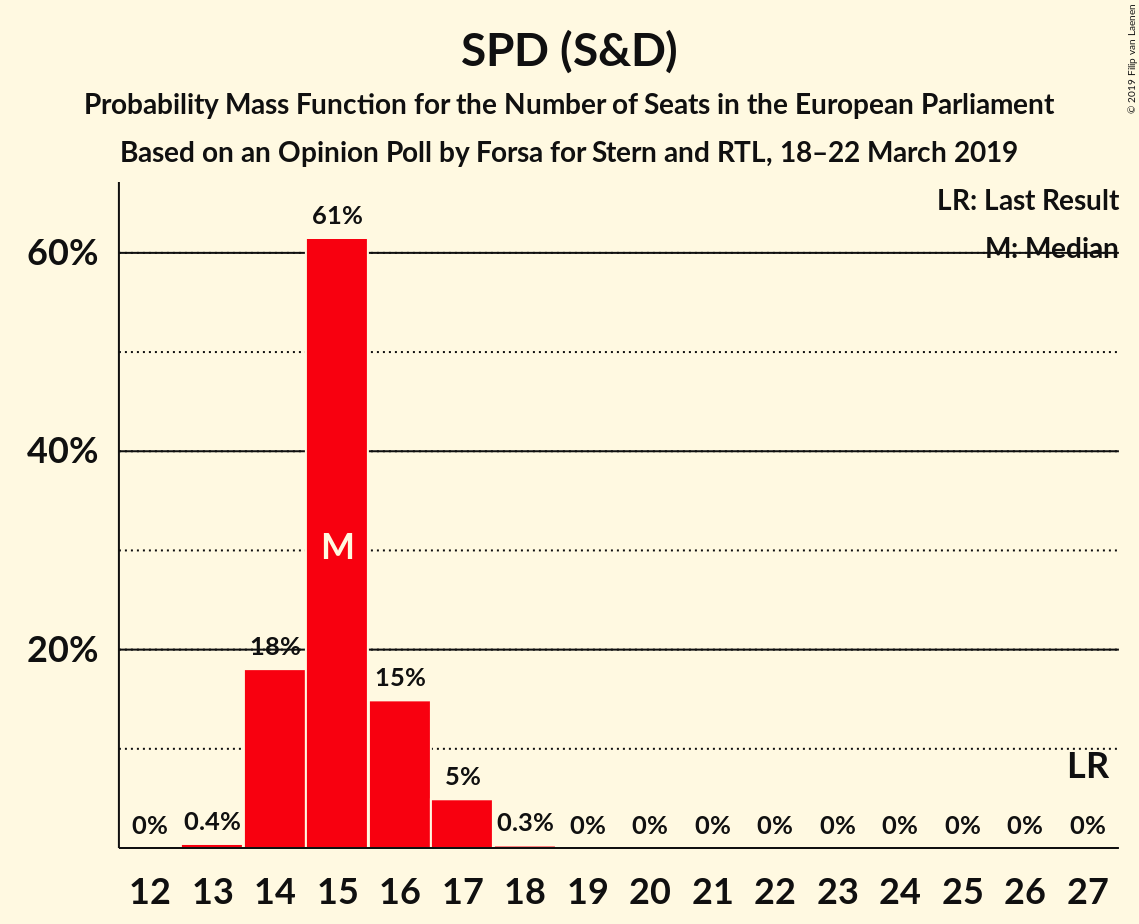 SPD (S&D)
Probability Mass Function for the Number of Seats in the European Parliament
Based on an Opinion Poll by Forsa for Stern and RTL, 18–22 March 2019
© 2019 Filip van Laenen
LR: Last Result
M: Median
60%
40%
20%
0%
0.4%
18%
61%
M
15%
5%
0.3%
0%
0%
0%
0%
0%
0%
0%
0%
0%
LR
12 13 14 15 16 17 18 19 20 21 22 23 24 25 26 27